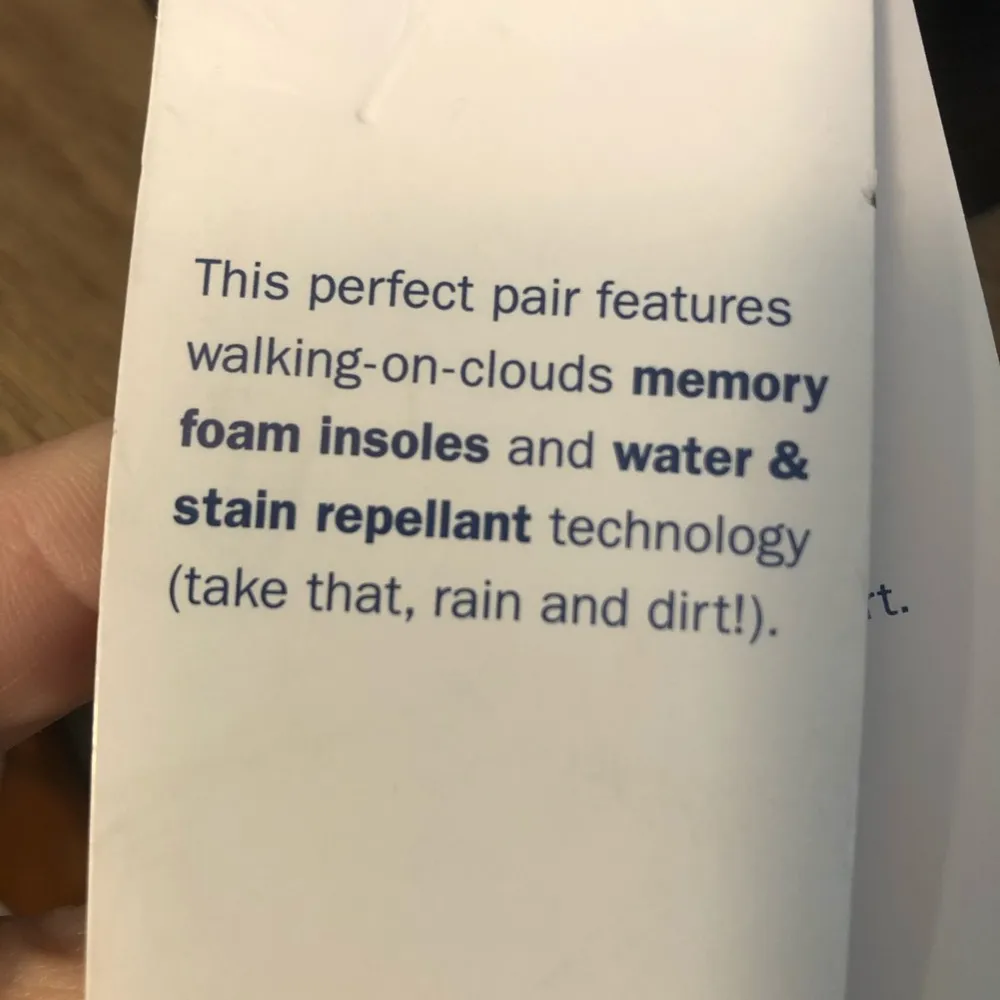 This perfect pair features
walking-on-clouds memory
foam insoles and water &
stain repellant technology
(take that, rain and dirt!).